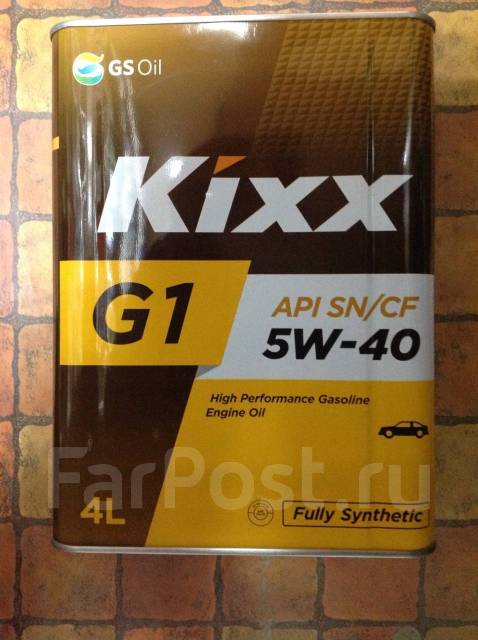 GS Oil
Kixx
G1
API SN/CF
5W-40
High Performance Gasoline
Engine Oil
FarPost.ru
4L
Fully Synthetic